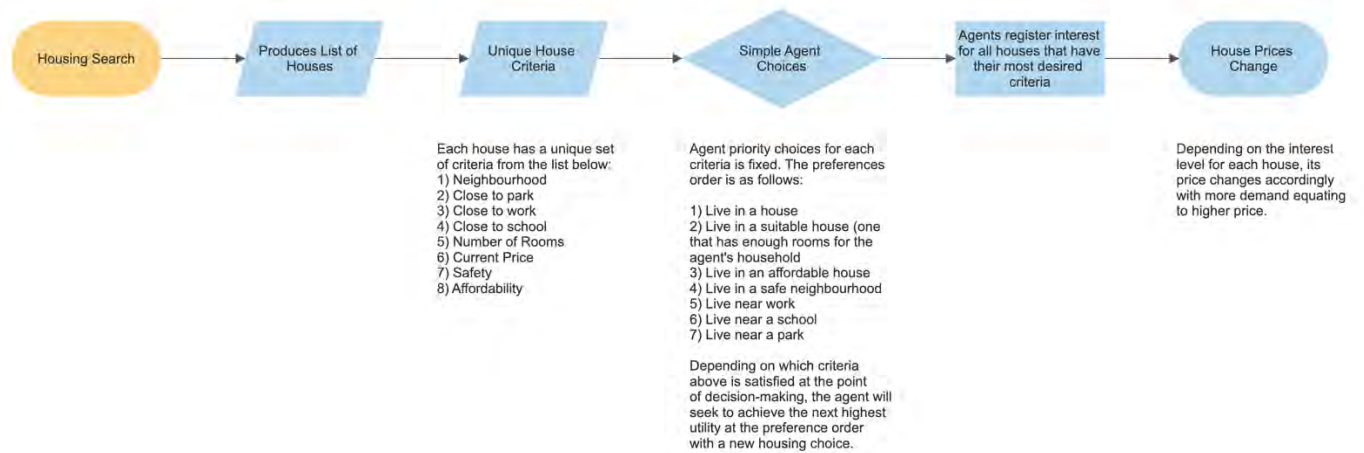 Housing Search
Produces List of
Houses
Unique House
Criteria
Simple Agent
Choices
Agents register interest
for all houses that have
their most desired
criteria
House Prices
Change
Each house has a unique set
of criteria from the list below:
1) Neighbourhood
2) Close to park
3) Close to work
4) Close to school
5) Number of Rooms
6) Current Price
7) Safety
8) Affordability
Agent priority choices for each
criteria is fixed. The preferences
order is as follows:
1) Live in a house
2) Live in a suitable house (one
that has enough rooms for the
agent's household
3) Live in an affordable house
4) Live in a safe neighbourhood
5) Live near work
6) Live near a school
7) Live near a park
Depending on which criteria
above is satisfied at the point
of decision-making, the agent will
seek to achieve the next highest
utility at the preference order
with a new housing choice.
Depending on the interest
level for each house, its
price changes accordingly
with more demand equating
to higher price.